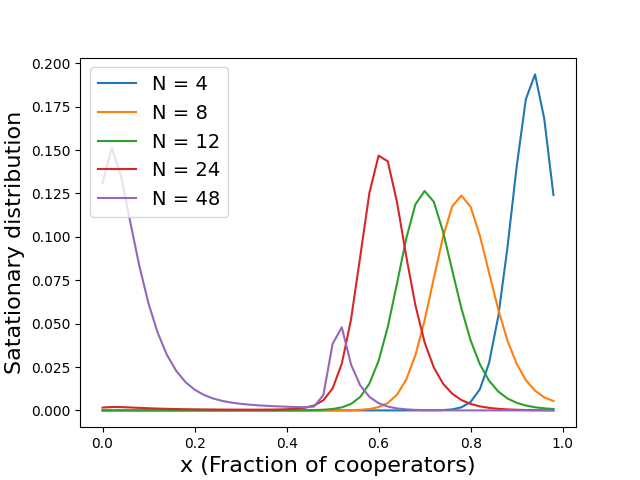 0.200
0.175
0.150
0.125
0.100
0.075
0.050
0.025
0.000
Satationary distribution
N = 4
N = 8
N = 12
N = 24
N = 48
0.0 0.2 0.4 0.6 0.8 1.0
x (Fraction of cooperators)